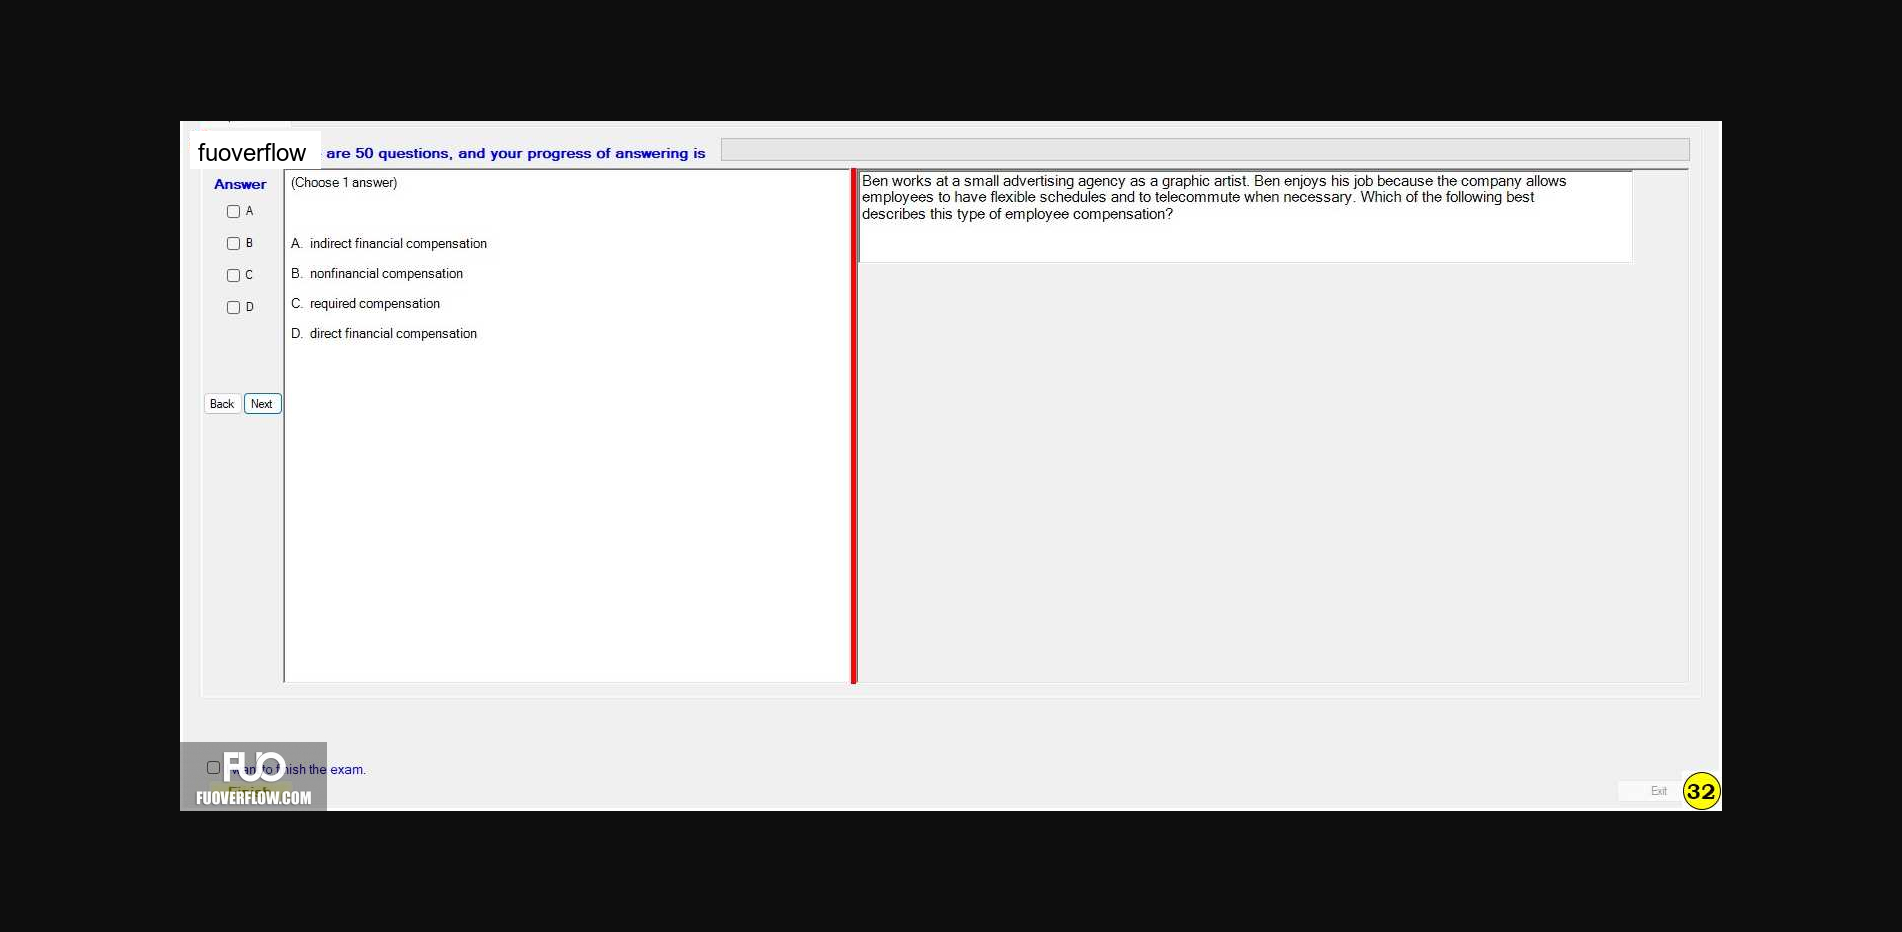 fuoverflow are 50 questions, and your progress of answering is
Answer
A
B
C
D
Back Next
(Choose 1 answer)
A. indirect financial compensation
B. nonfinancial compensation
C. required compensation
D. direct financial compensation
Ben works at a small advertising agency as a graphic artist. Ben enjoys his job because the company allows
employees to have flexible schedules and to telecommute when necessary. Which of the following best
describes this type of employee compensation?
FUO
want to finish the exam.
Finish
FUOVERFLOW.COM
Exit
32